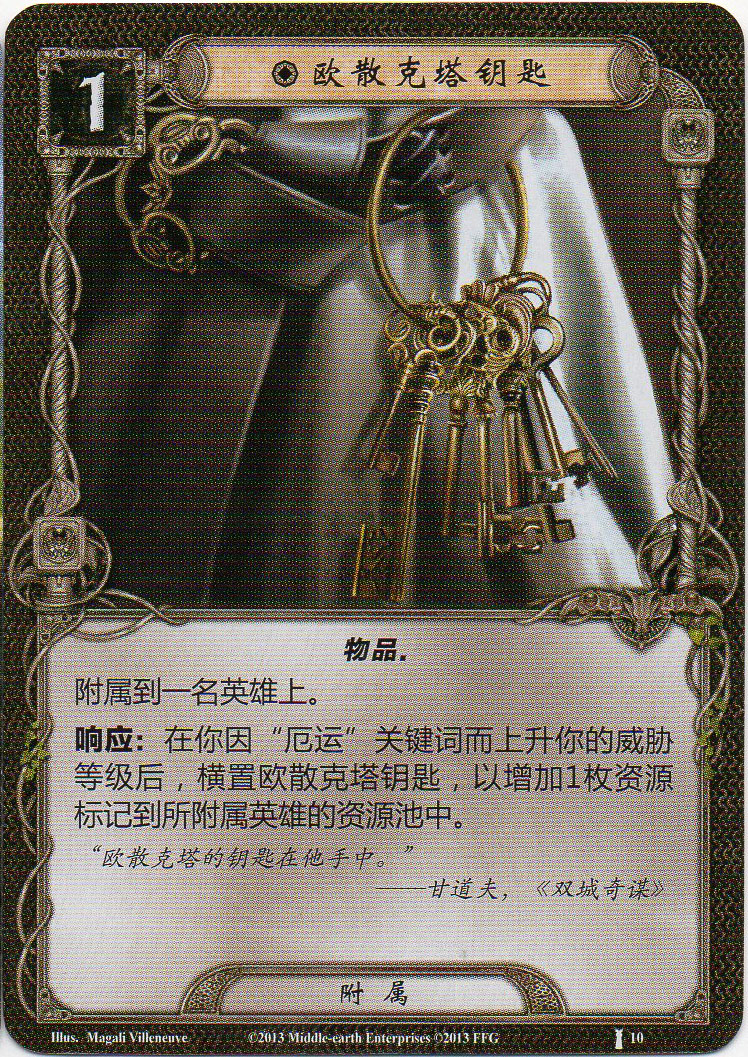 1
欧散克塔钥匙
物品.
附属到一名英雄上。
响应：在你因“厄运”关键词而上升你的威胁
等级后，横置欧散克塔钥匙，以增加1枚资源
标记到所附属英雄的资源池中。
“欧散克塔的钥匙在他手中。”
——甘道夫，《双城奇谋》
附属
Illus. Magali Villeneuve ©2013 Middle-earth Enterprises ©2013 FFG 10